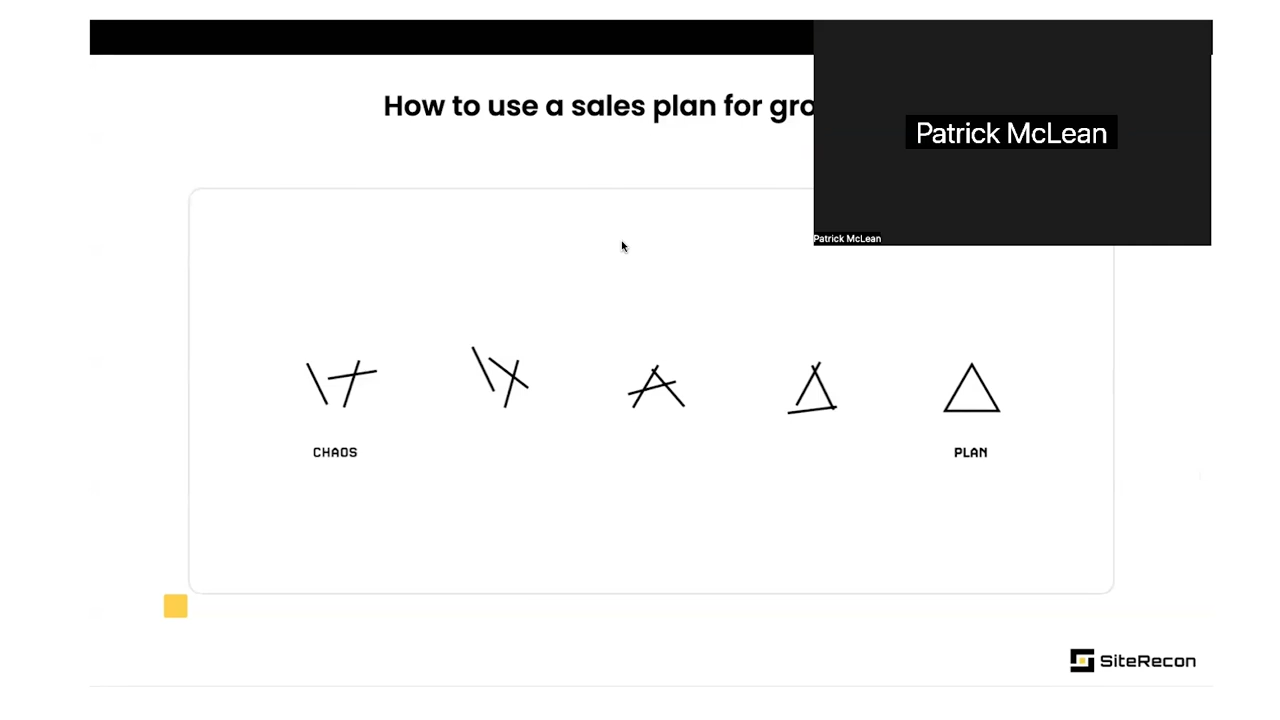 How to use a sales plan for gro
Patrick McLean
Patrick McLean
CHAOS
PLAN
SiteRecon